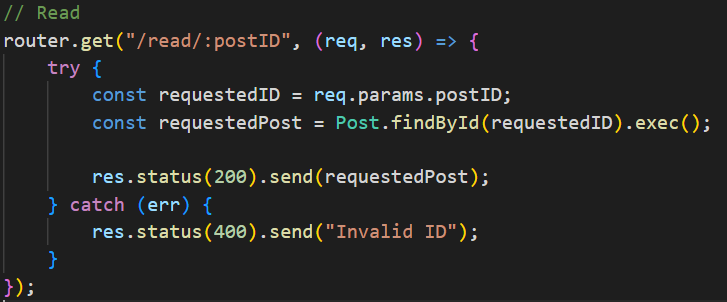 // Read
router.get("/read/:postID", (req, res) => {
    try {
        const requestedID = req.params.postID;
        const requestedPost = Post.findById(requestedID).exec();

        res.status(200).send(requestedPost);
    } catch (err) {
        res.status(400).send("Invalid ID");
    }
});